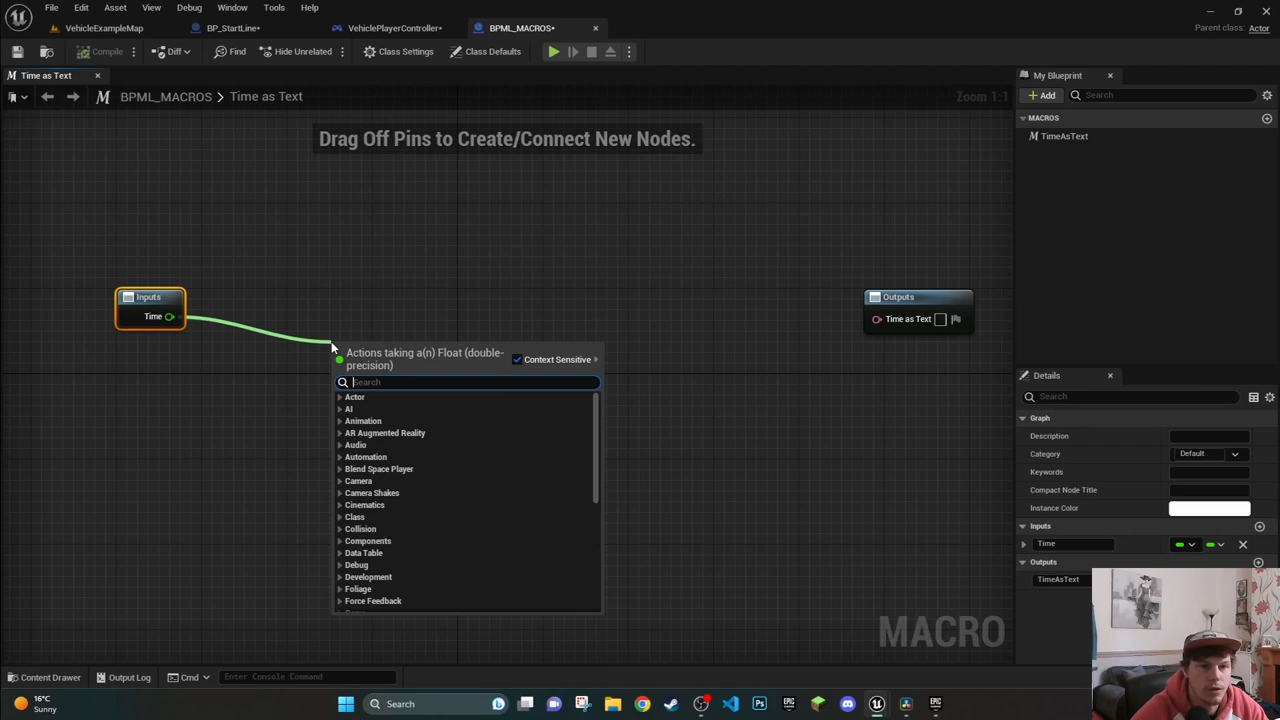 File Edit Asset View Debug Window Tools Help
VehicleExampleMap
BP_StartLine*
VehiclePlayerController*
BPML_MACROS*
Parent class: Actor
Compile
Diff
Find
Hide Unrelated
Class Settings
Class Defaults
Time as Text
My Blueprint
BPML_MACROS > Time as Text
Zoom 1:1
Add
Search
MACROS
TimeAsText
Drag Off Pins to Create/Connect New Nodes.
Inputs
Time
Outputs
Time as Text
Actions taking a(n) Float (double-
precision)
Context Sensitive
Search
Actor
AI
Animation
AR Augmented Reality
Audio
Automation
Blend Space Player
Camera
Camera Shakes
Cinematics
Class
Collision
Components
Data Table
Debug
Development
Foliage
Force Feedback
Details
Search
Graph
Description
Category Default
Keywords
Compact Node Title
Instance Color
Inputs
Time
Outputs
TimeAsText
MACRO
Content Drawer
Output Log
Cmd
Enter Console Command
16°C
Sunny
Search
Ps
EPIC
EPIC